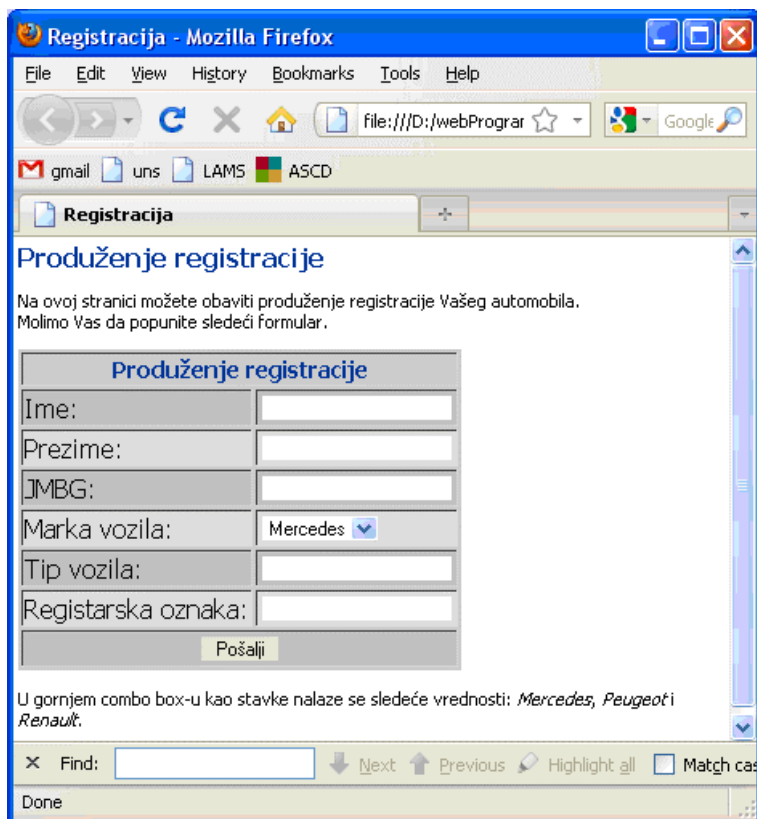 Registracija - Mozilla Firefox
File Edit View History Bookmarks Tools Help
file:///D:/webPrograr Google
gmail uns LAMS ASCD
Registracija
Produženje registracije
Na ovoj stranici možete obaviti produženje registracije Vašeg automobila.
Molimo Vas da popunite sledeći formular.
Produženje registracije
Ime:
Prezime:
JMBG:
Marka vozila: Mercedes
Tip vozila:
Registarska oznaka:
Pošalji
U gornjem combo box-u kao stavke nalaze se sledeće vrednosti: Mercedes, Peugeot i
Renault.
Find: Next Previous Highlight all Match cas
Done